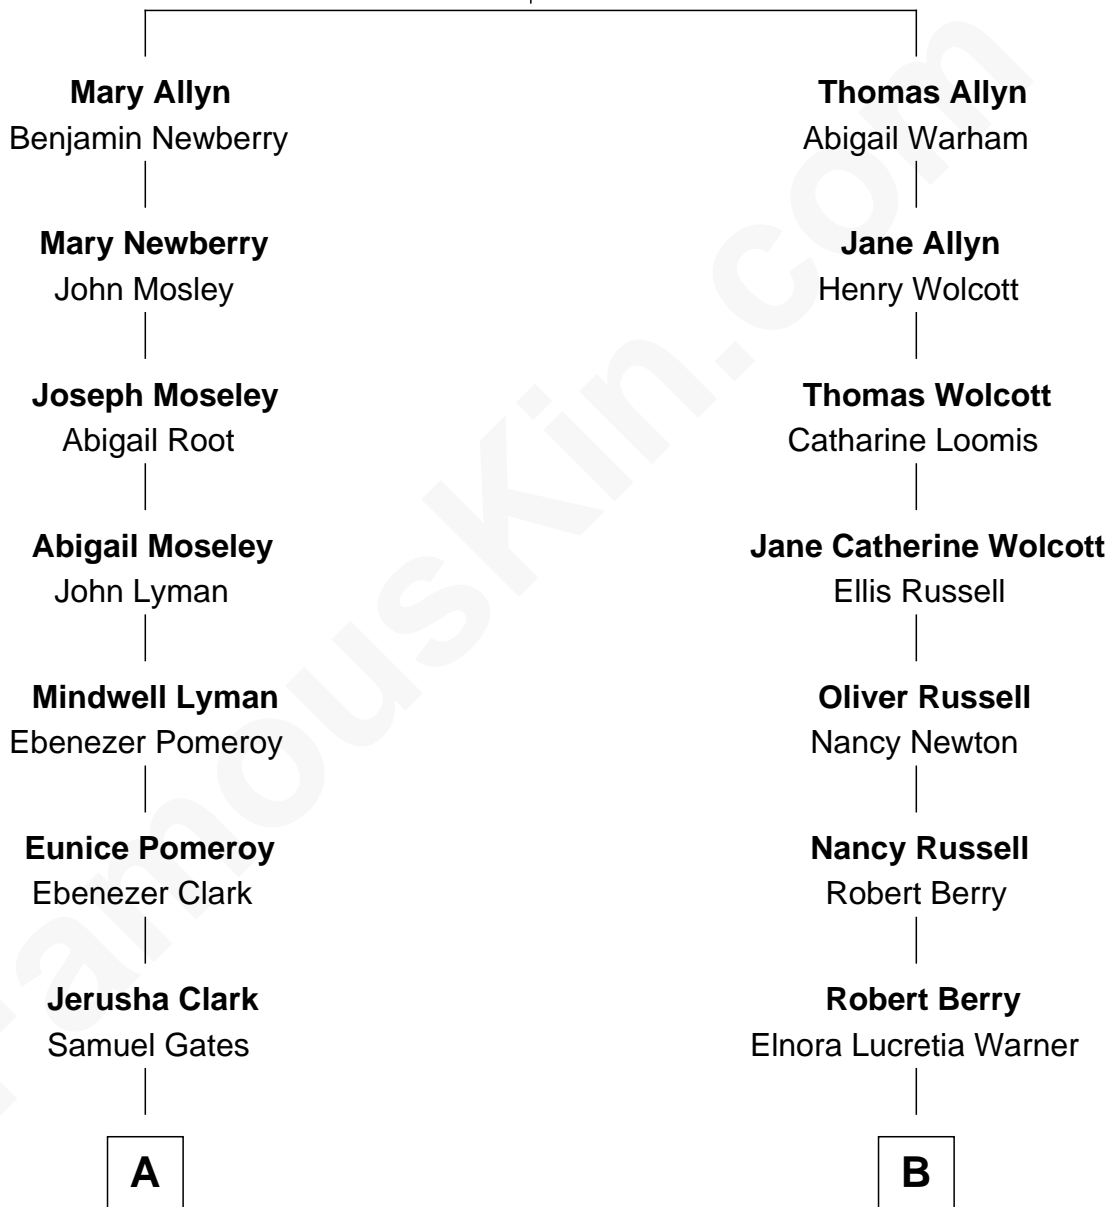 Mary Allyn
Benjamin Newberry
Mary Newberry
John Mosley
Joseph Moseley
Abigail Root
Abigail Moseley
John Lyman
Mindwell Lyman
Ebenezer Pomeroy
Eunice Pomeroy
Ebenezer Clark
Jerusha Clark
Samuel Gates
A
Thomas Allyn
Abigail Warham
Jane Allyn
Henry Wolcott
Thomas Wolcott
Catharine Loomis
Jane Catherine Wolcott
Ellis Russell
Oliver Russell
Nancy Newton
Nancy Russell
Robert Berry
Robert Berry
Elnora Lucretia Warner
B
FamousKin.com